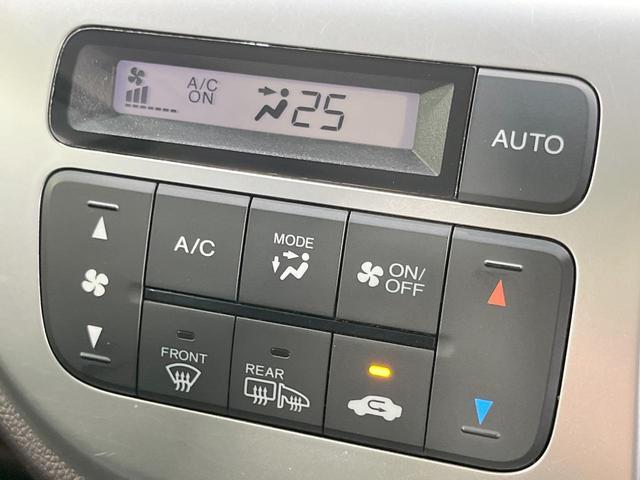 A/C
ON
25
AUTO
A/C
MODE
ON/
OFF
FRONT
REAR